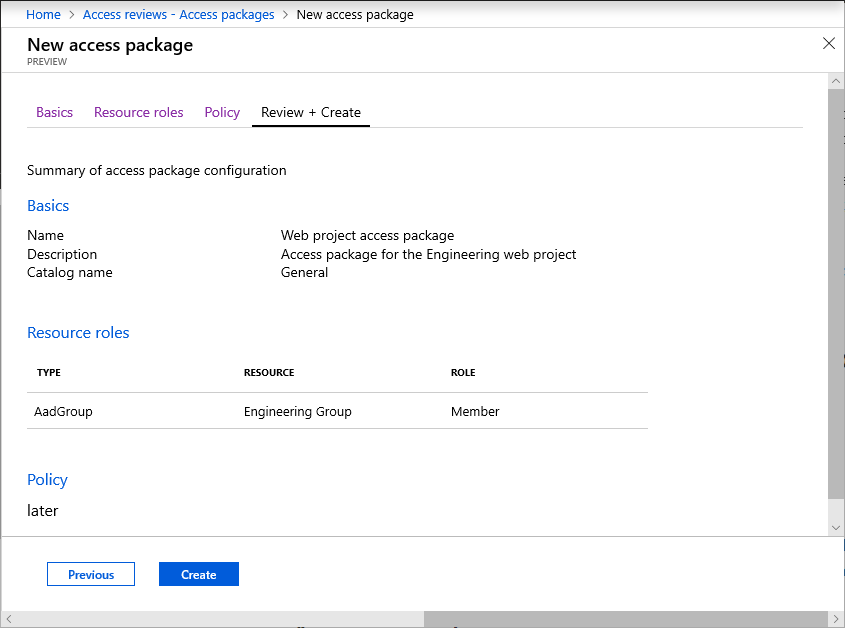 Home > Access reviews - Access packages > New access package
New access package
PREVIEW
Basics Resource roles Policy Review + Create
Summary of access package configuration
Basics
Name Web project access package
Description Access package for the Engineering web project
Catalog name General
Resource roles
TYPE RESOURCE ROLE
AadGroup Engineering Group Member
Policy
later
Previous Create